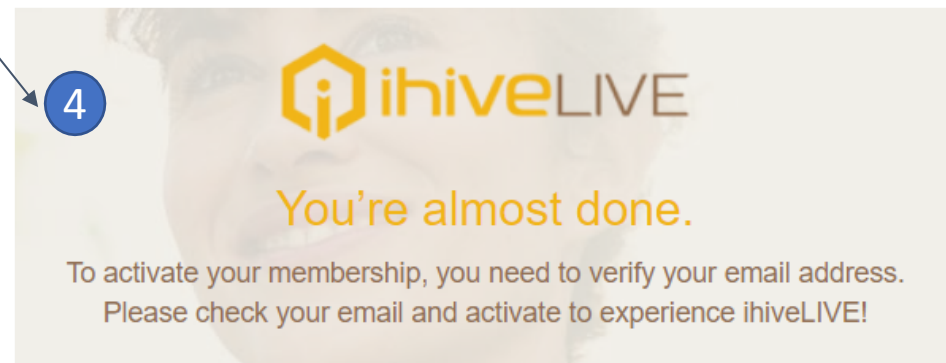 4
ihiveLIVE
You're almost done.
To activate your membership, you need to verify your email address.
Please check your email and activate to experience ihiveLIVE!